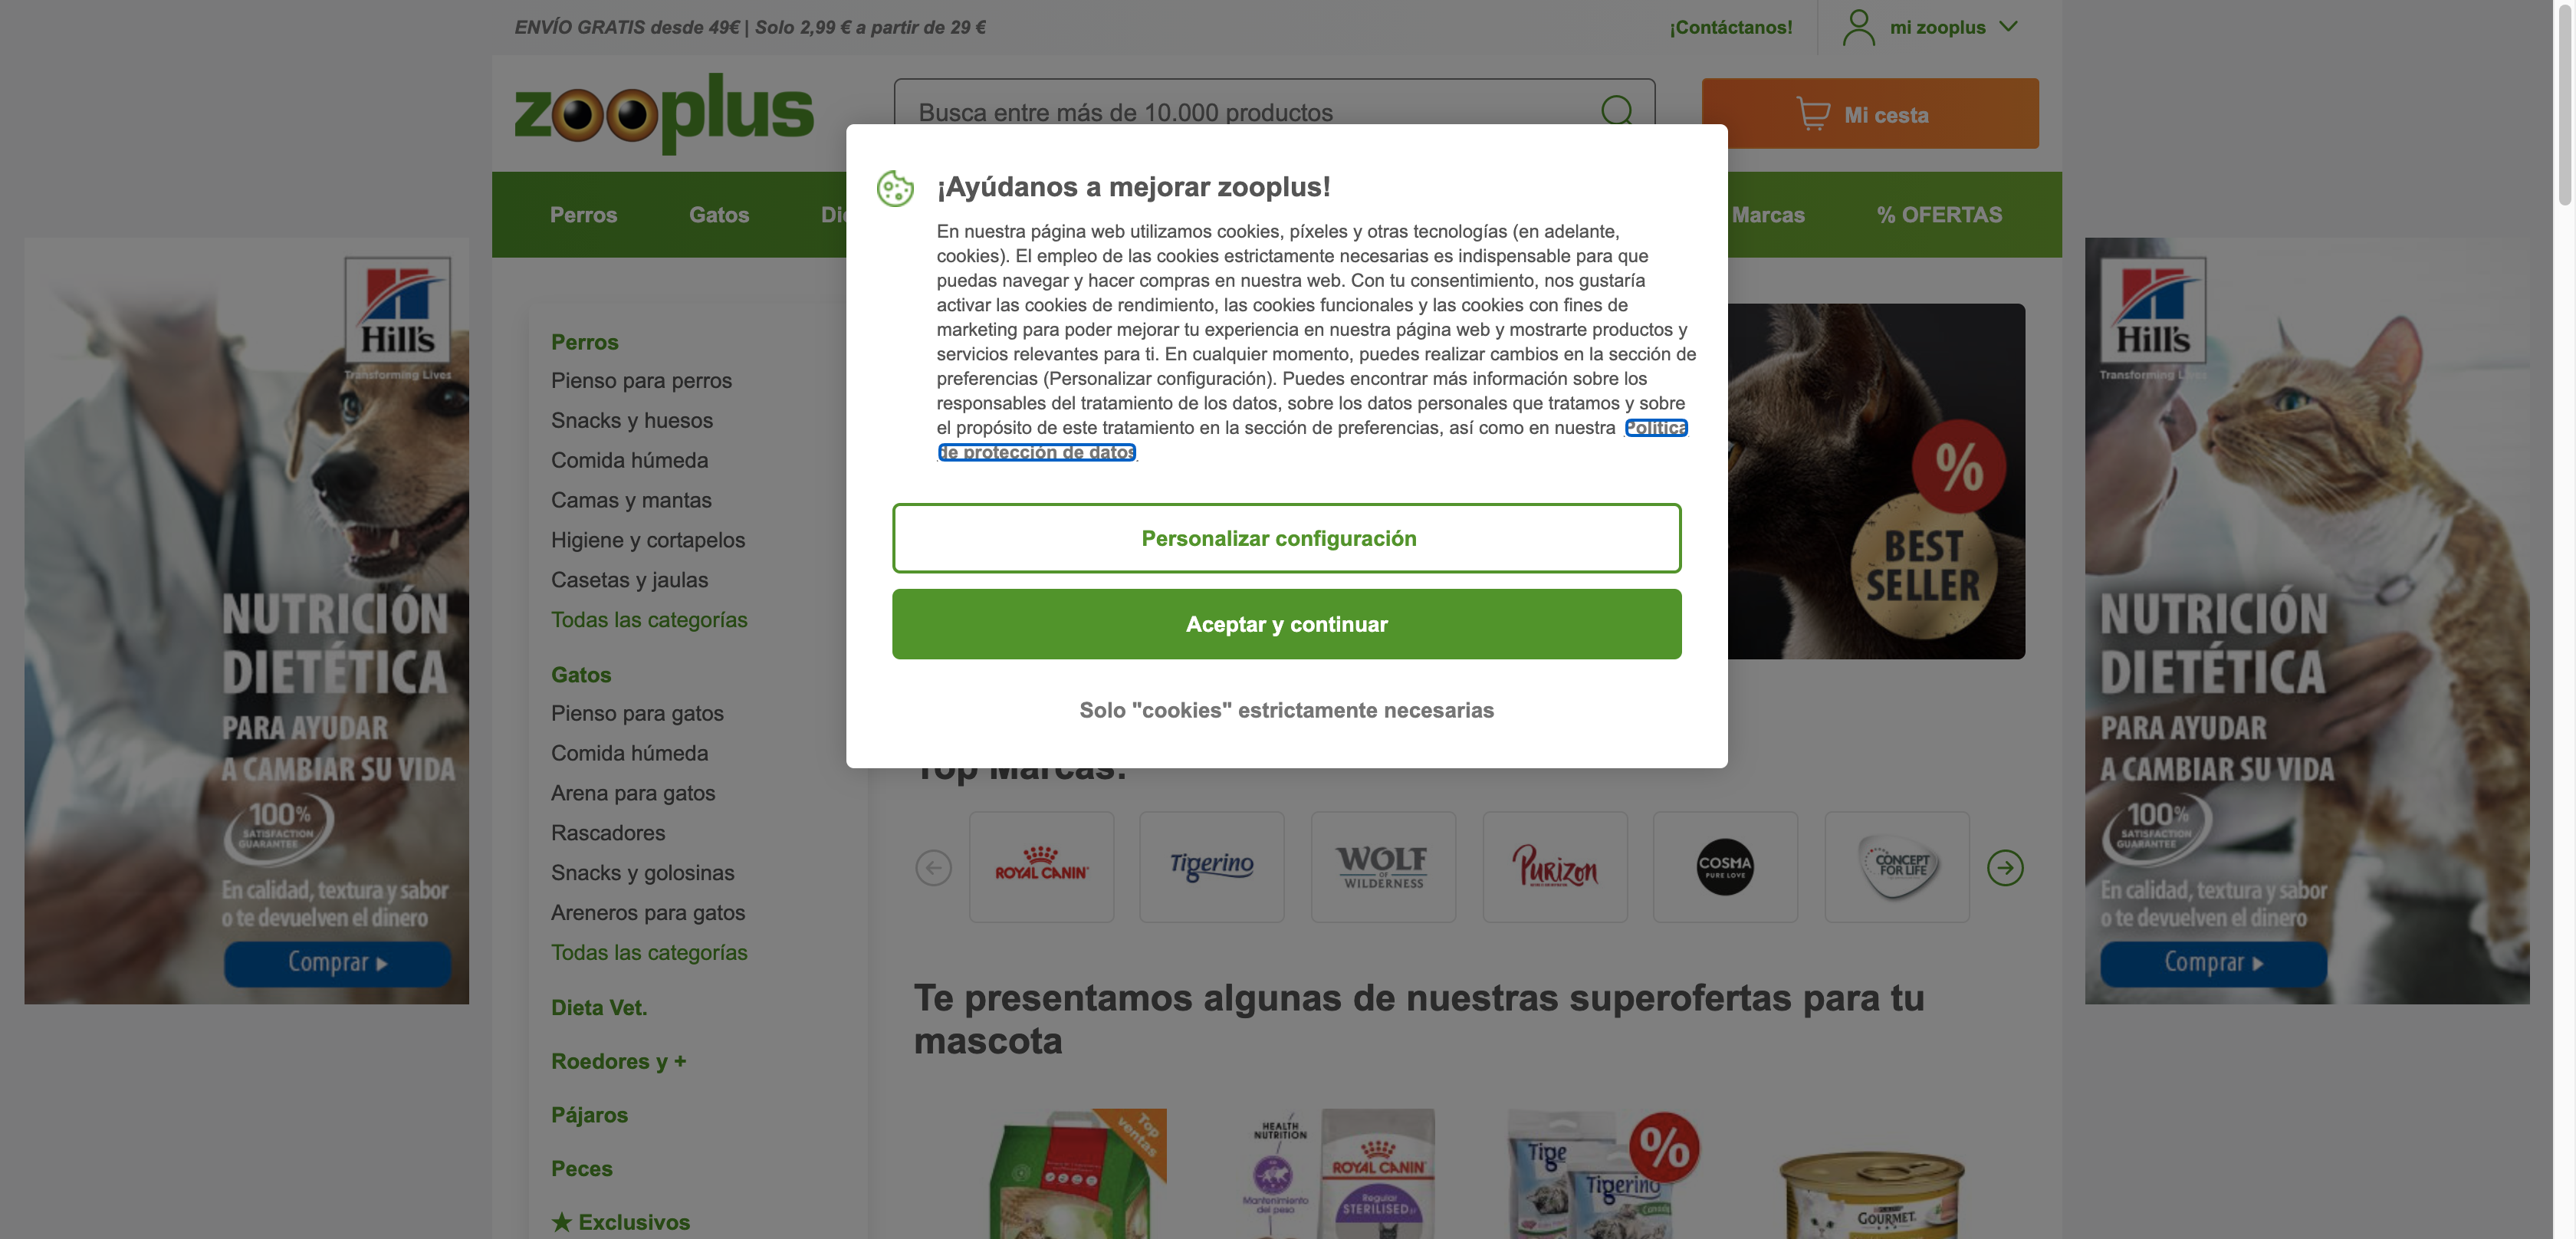 ENVÍO GRATIS desde 49€ | Solo 2,99 € a partir de 29 €
¡Contáctanos!
mi zooplus
zooplus
Busca entre más de 10.000 productos
Mi cesta
Perros
Gatos
Marcas
% OFERTAS
¡Ayúdanos a mejorar zooplus!
En nuestra página web utilizamos cookies, píxeles y otras tecnologías (en adelante,
cookies). El empleo de las cookies estrictamente necesarias es indispensable para que
puedas navegar y hacer compras en nuestra web. Con tu consentimiento, nos gustaría
activar las cookies de rendimiento, las cookies funcionales y las cookies con fines de
marketing para poder mejorar tu experiencia en nuestra página web y mostrarte productos y
servicios relevantes para ti. En cualquier momento, puedes realizar cambios en la sección de
preferencias (Personalizar configuración). Puedes encontrar más información sobre los
responsables del tratamiento de los datos, sobre los datos personales que tratamos y sobre
el propósito de este tratamiento en la sección de preferencias, así como en nuestra Política
de protección de datos
Personalizar configuración
Aceptar y continuar
Solo "cookies" estrictamente necesarias
Hill's
Transforming Lives
NUTRICIÓN
DIETÉTICA
PARA AYUDAR
A CAMBIAR SU VIDA
100%
SATISFACTION
GUARANTEE
En calidad, textura y sabor
o te devuelven el dinero
Comprar
Perros
Pienso para perros
Snacks y huesos
Comida húmeda
Camas y mantas
Higiene y cortapelos
Casetas y jaulas
Todas las categorías
Gatos
Pienso para gatos
Comida húmeda
Arena para gatos
Rascadores
Snacks y golosinas
Areneros para gatos
Todas las categorías
Dieta Vet.
Roedores y +
Pájaros
Peces
★ Exclusivos
%
BEST
SELLER
Top Marcas:
ROYAL CANIN
Tigerino
WOLF
OF
WILDERNESS
PURIZON
COSMA
PURE LOVE
CONCEPT
FOR LIFE
Te presentamos algunas de nuestras superofertas para tu
mascota
Top
ventas
HEALTH
NUTRITION
Mantenimiento
del peso
ROYAL CANIN
Regular
STERILISED
Tige
Tigerino
%
PURINA
GOURMET
Hill's
Transforming Lives
NUTRICIÓN
DIETÉTICA
PARA AYUDAR
A CAMBIAR SU VIDA
100%
SATISFACTION
GUARANTEE
En calidad, textura y sabor
o te devuelven el dinero
Comprar